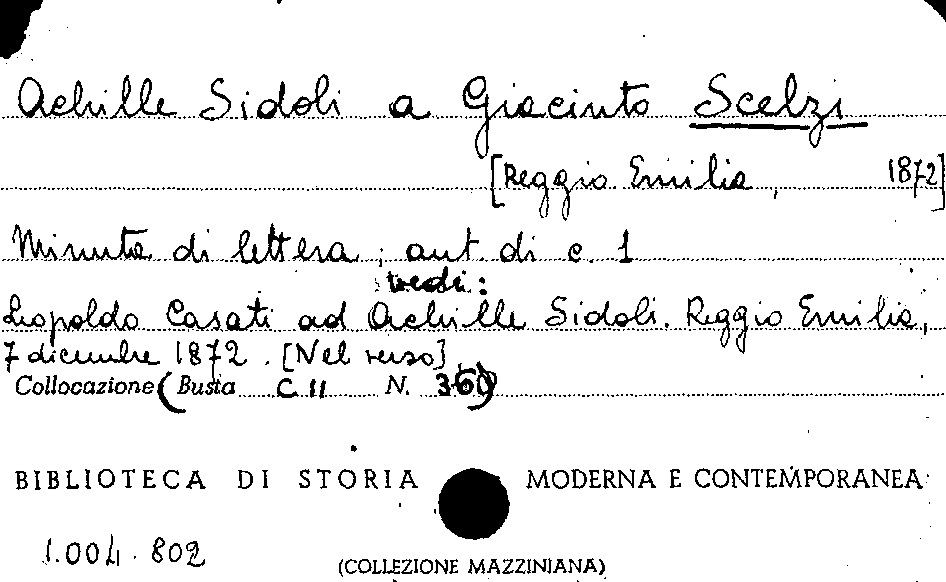 Achille Sidoli a Giacinto Scelzi
[Reggio Emilia, 1872]
Minuta di lettera; aut. di c. 1
vedi:
Leopoldo Casati ad Achille Sidoli. Reggio Emilia,
7 dicembre 1872. [Nel verso]
Collocazione (Busta C 11 N. 360)
BIBLIOTECA DI STORIA MODERNA E CONTEMPORANEA
1.004.802
(COLLEZIONE MAZZINIANA)